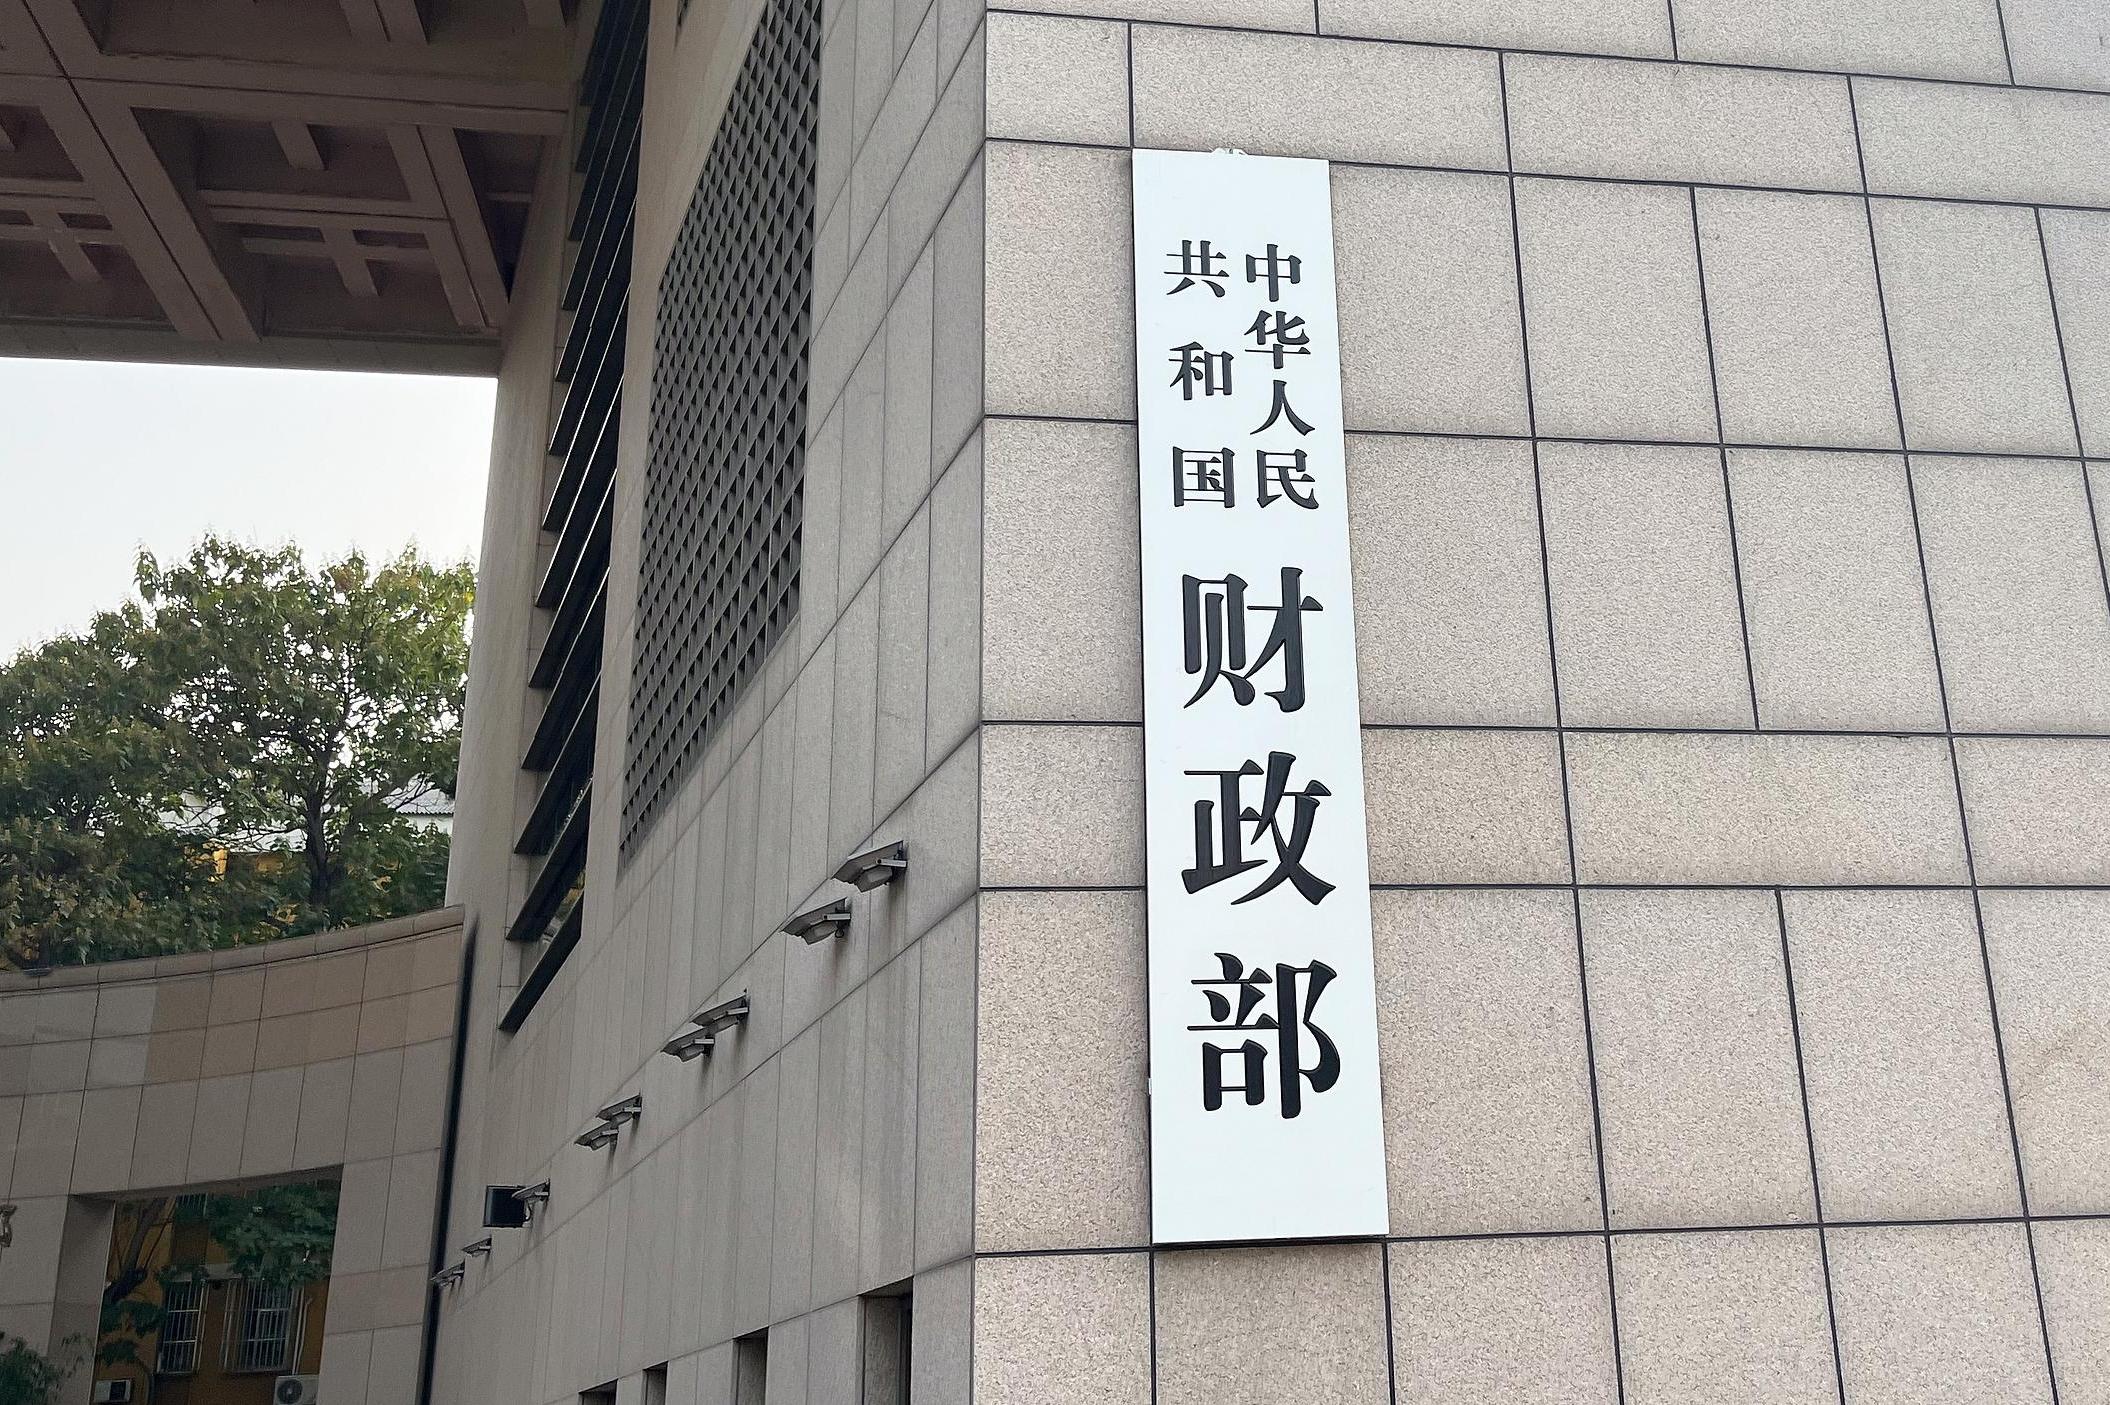 中华人民
共和国
财政部